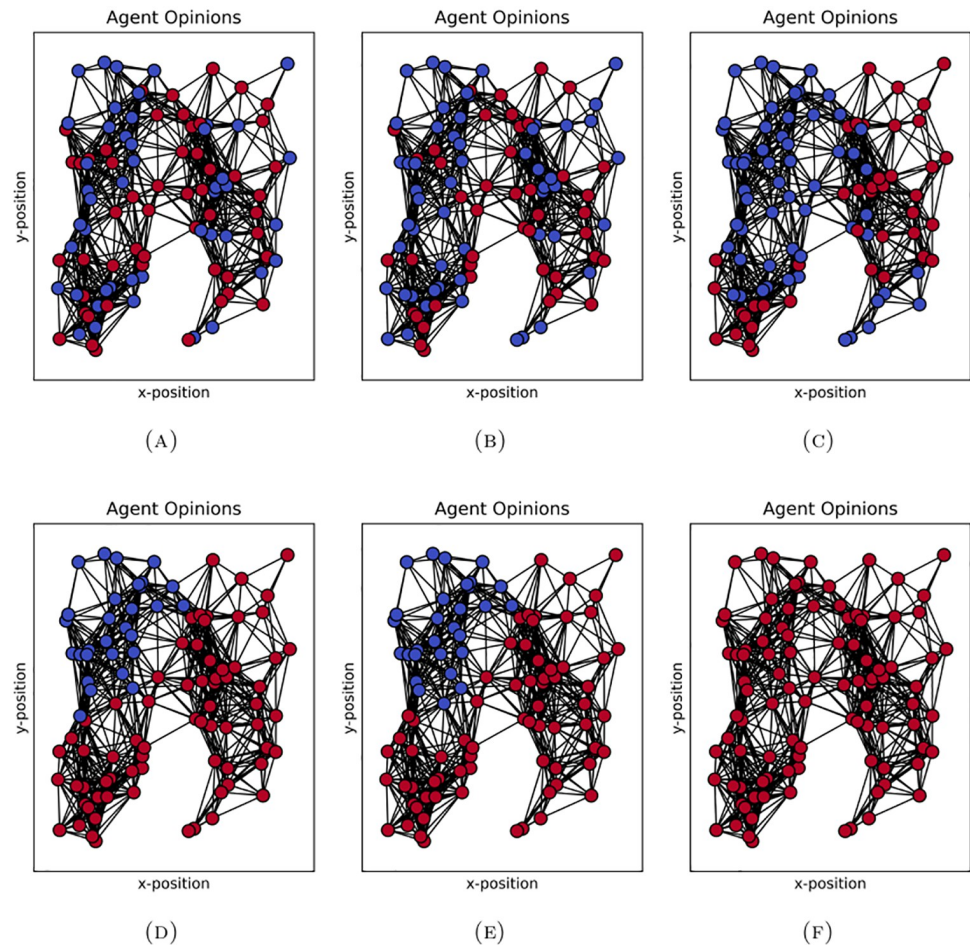 Agent Opinions Agent Opinions Agent Opinions
y-position y-position y-position
x-position x-position x-position
(A) (B) (C)
Agent Opinions Agent Opinions Agent Opinions
y-position y-position y-position
x-position x-position x-position
(D) (E) (F)